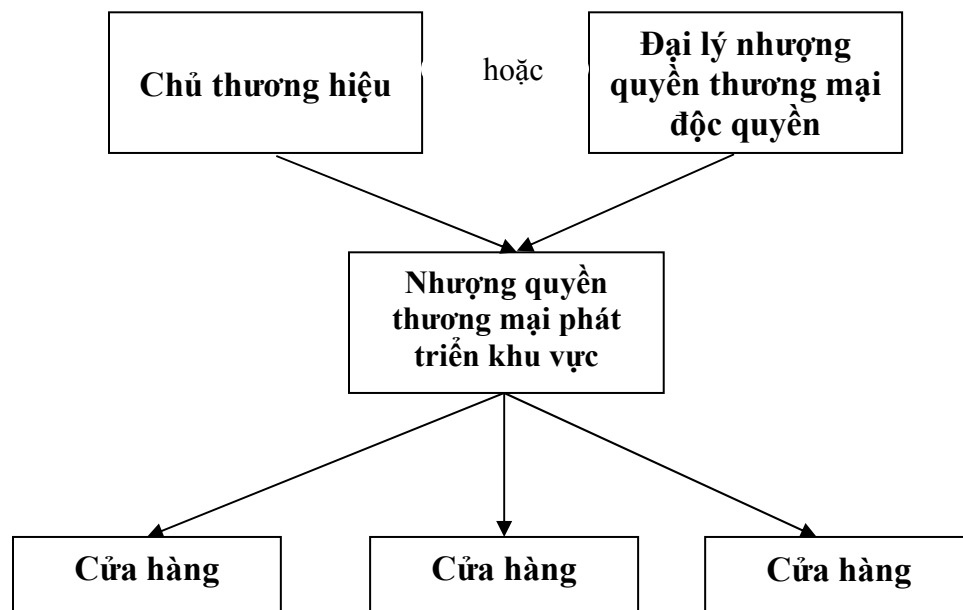 Chủ thương hiệu
hoặc
Đại lý nhượng
quyền thương mại
độc quyền
Nhượng quyền
thương mại phát
triển khu vực
Cửa hàng
Cửa hàng
Cửa hàng